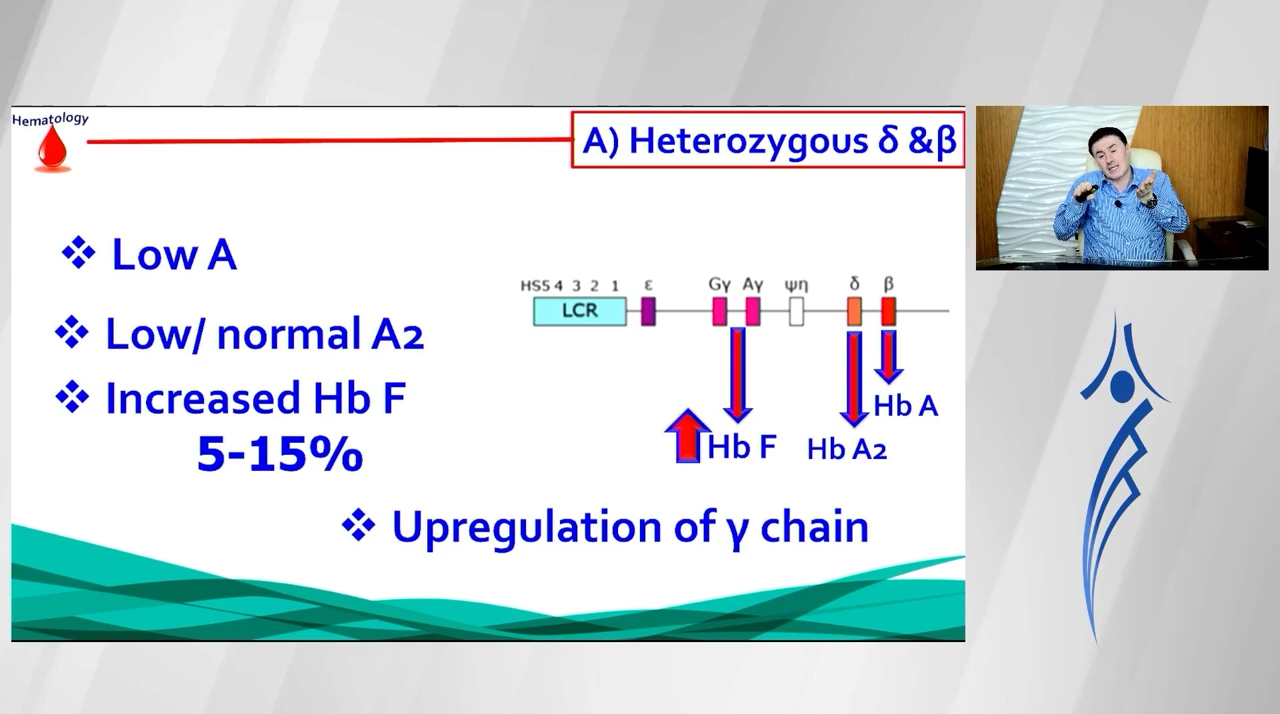 Hematology
A) Heterozygous δ &β
❖ Low A
❖ Low/ normal A2
❖ Increased Hb F
5-15%
HS5 4 3 2 1 ε Gγ Aγ ψη δ β
LCR
Hb A
Hb F Hb A2
❖ Upregulation of γ chain